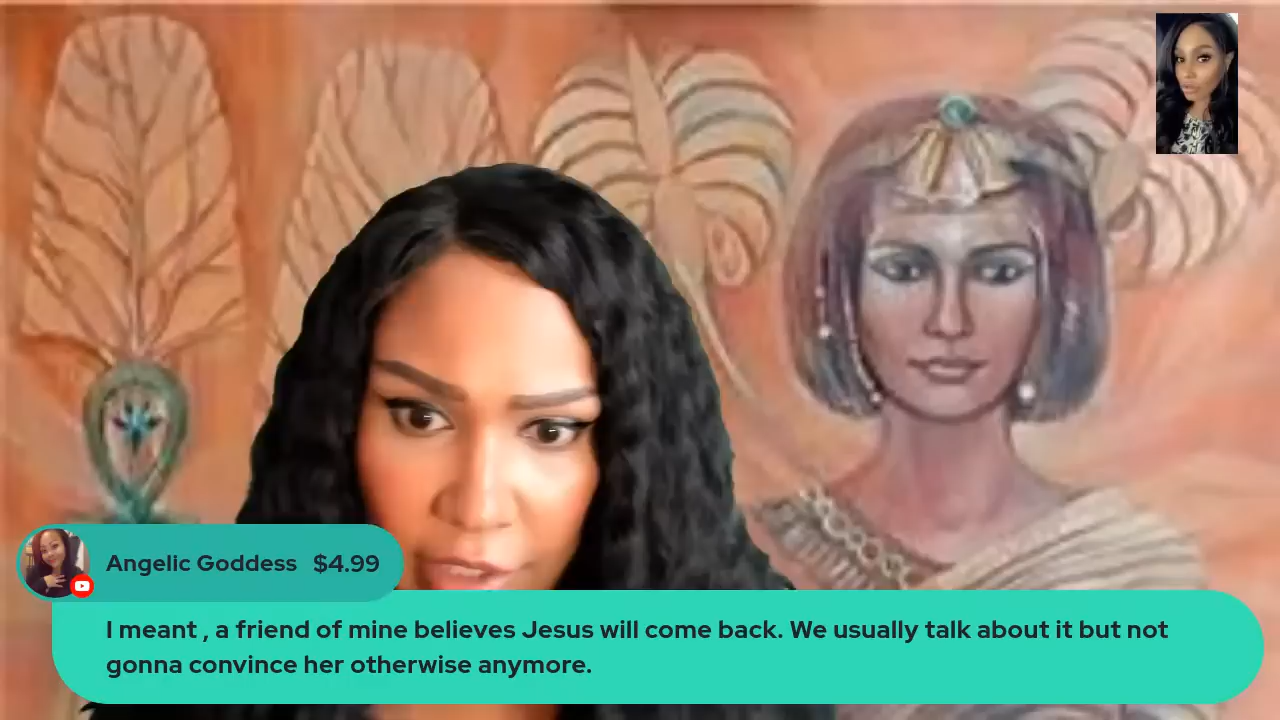 Angelic Goddess $4.99
I meant , a friend of mine believes Jesus will come back. We usually talk about it but not
gonna convince her otherwise anymore.